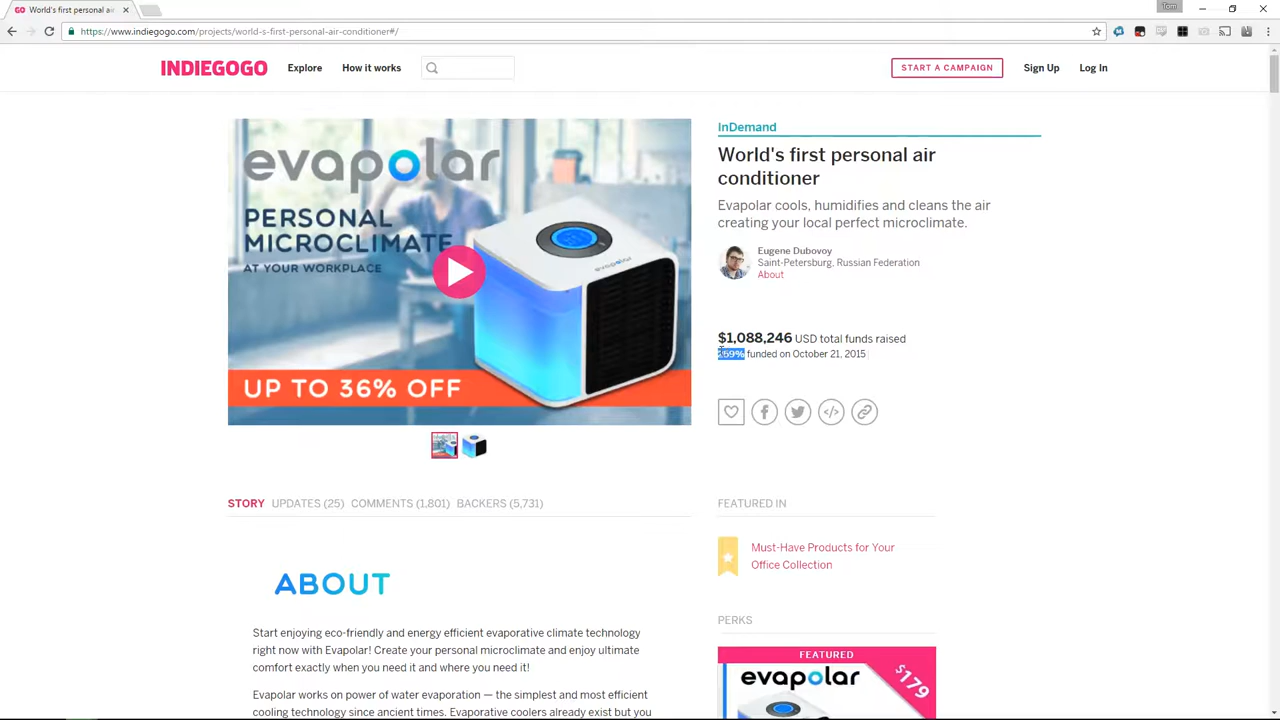 World's first personal air
Tom
https://www.indiegogo.com/projects/world-s-first-personal-air-conditioner#/
INDIEGOGO
Explore
How it works
START A CAMPAIGN
Sign Up
Log In
evapolar
PERSONAL
MICROCLIMATE
AT YOUR WORKPLACE
evapolar
UP TO 36% OFF
InDemand
World's first personal air
conditioner
Evapolar cools, humidifies and cleans the air
creating your local perfect microclimate.
Eugene Dubovoy
Saint-Petersburg, Russian Federation
About
$1,088,246 USD total funds raised
funded on October 21, 2015
STORY
UPDATES (25)
COMMENTS (1,801)
BACKERS (5,731)
FEATURED IN
Must-Have Products for Your
Office Collection
ABOUT
Start enjoying eco-friendly and energy efficient evaporative climate technology
right now with Evapolar! Create your personal microclimate and enjoy ultimate
comfort exactly when you need it and where you need it!
Evapolar works on power of water evaporation — the simplest and most efficient
cooling technology since ancient times. Evaporative coolers already exist but you
PERKS
FEATURED
evapolar
$179